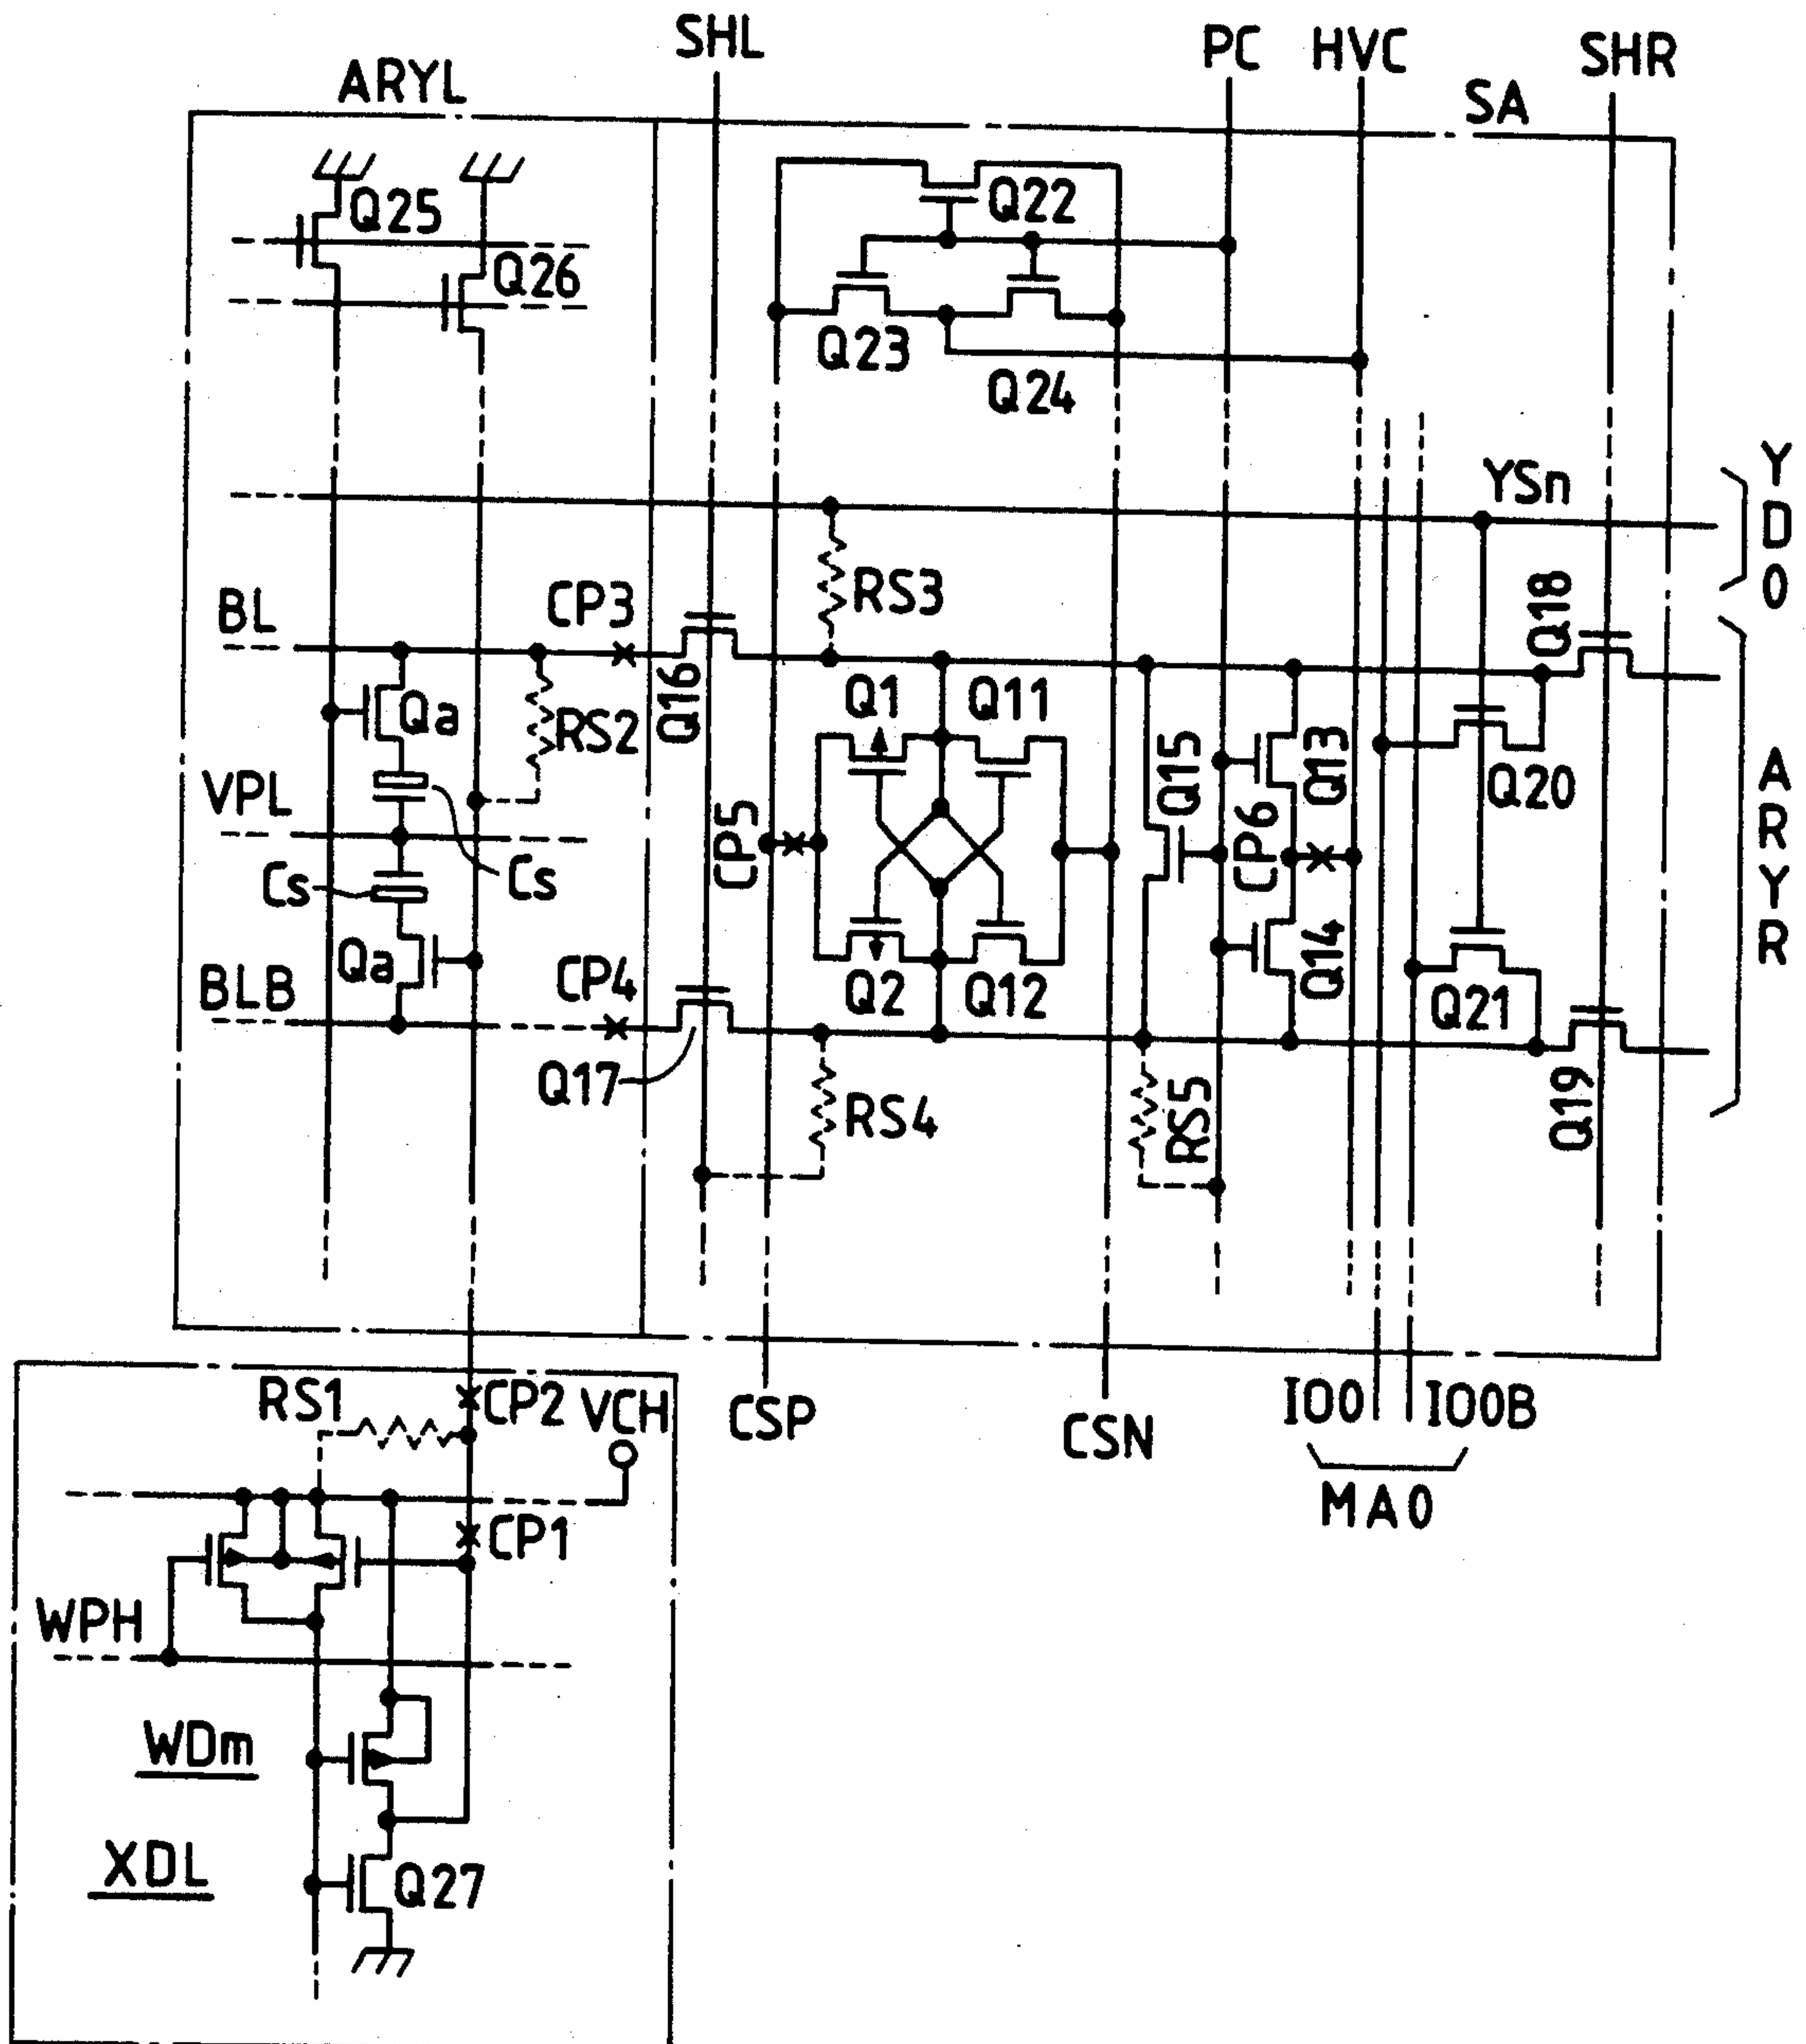 SHL
PC
HVC
SHR
ARYL
SA
Q25
Q22
Q26
Q23
Q24
YSn
YD0
RS3
BL
CP3
Q18
Q16
Qa
RS2
Q1
Q11
Q15
Q13
Q20
VPL
CP5
CP6
ARYR
Cs
Cs
Qa
Q2
Q12
Q14
Q21
BLB
CP4
Q17
RS4
RS5
Q19
RS1
CP2
VCH
CSP
CSN
IO0
IO0B
MA0
CP1
WPH
WDm
XDL
Q27